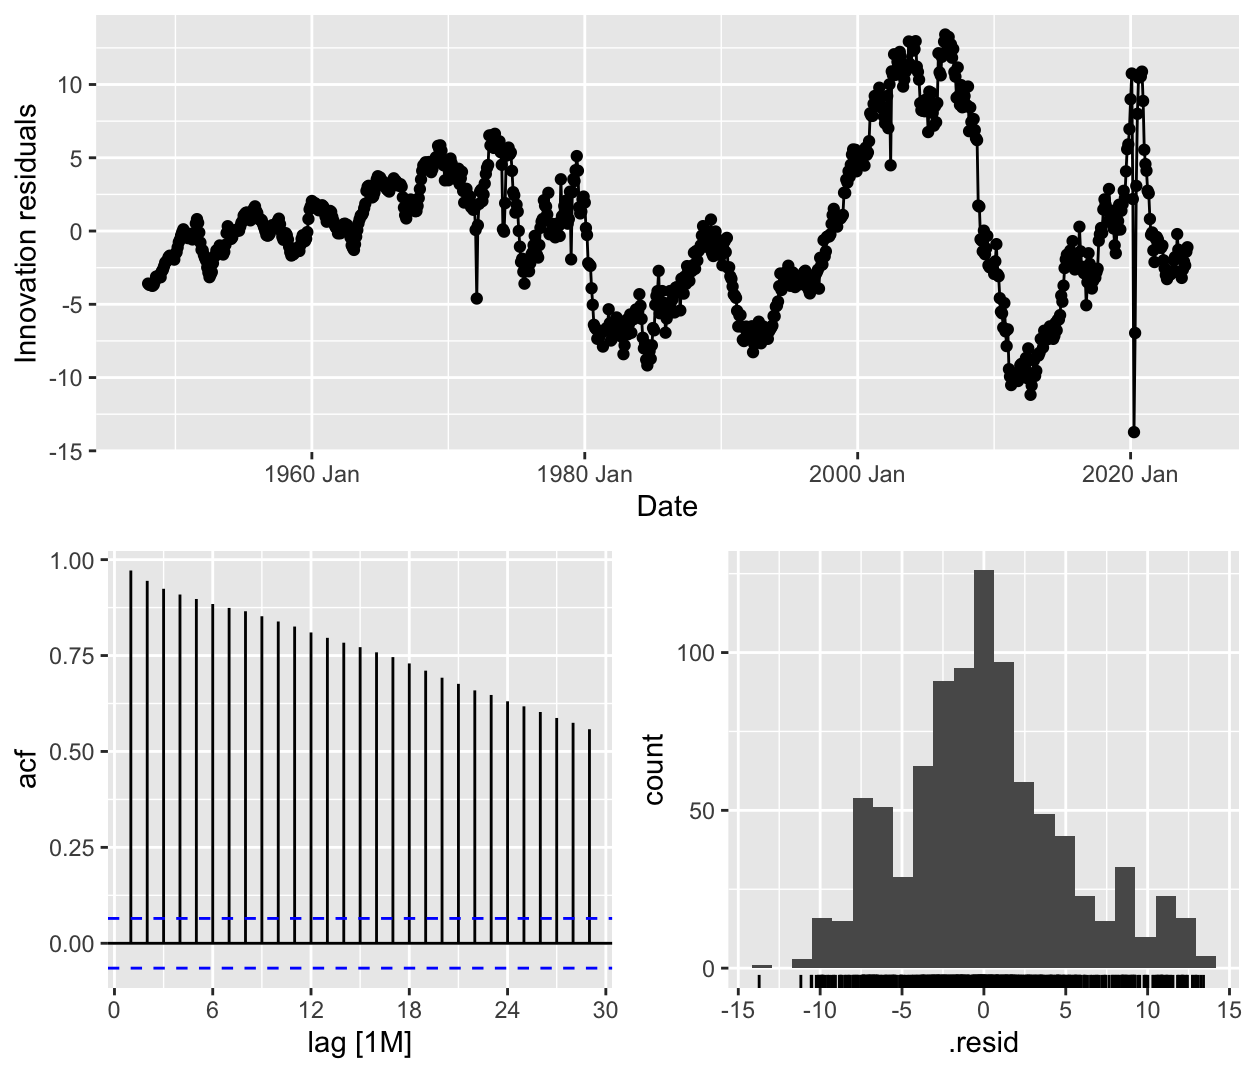 Innovation residuals
10
5
0
-5
-10
-15
1960 Jan 1980 Jan 2000 Jan 2020 Jan
Date
acf
1.00
0.75
0.50
0.25
0.00
0 6 12 18 24 30
lag [1M]
count
100
50
0
-15 -10 -5 0 5 10 15
.resid